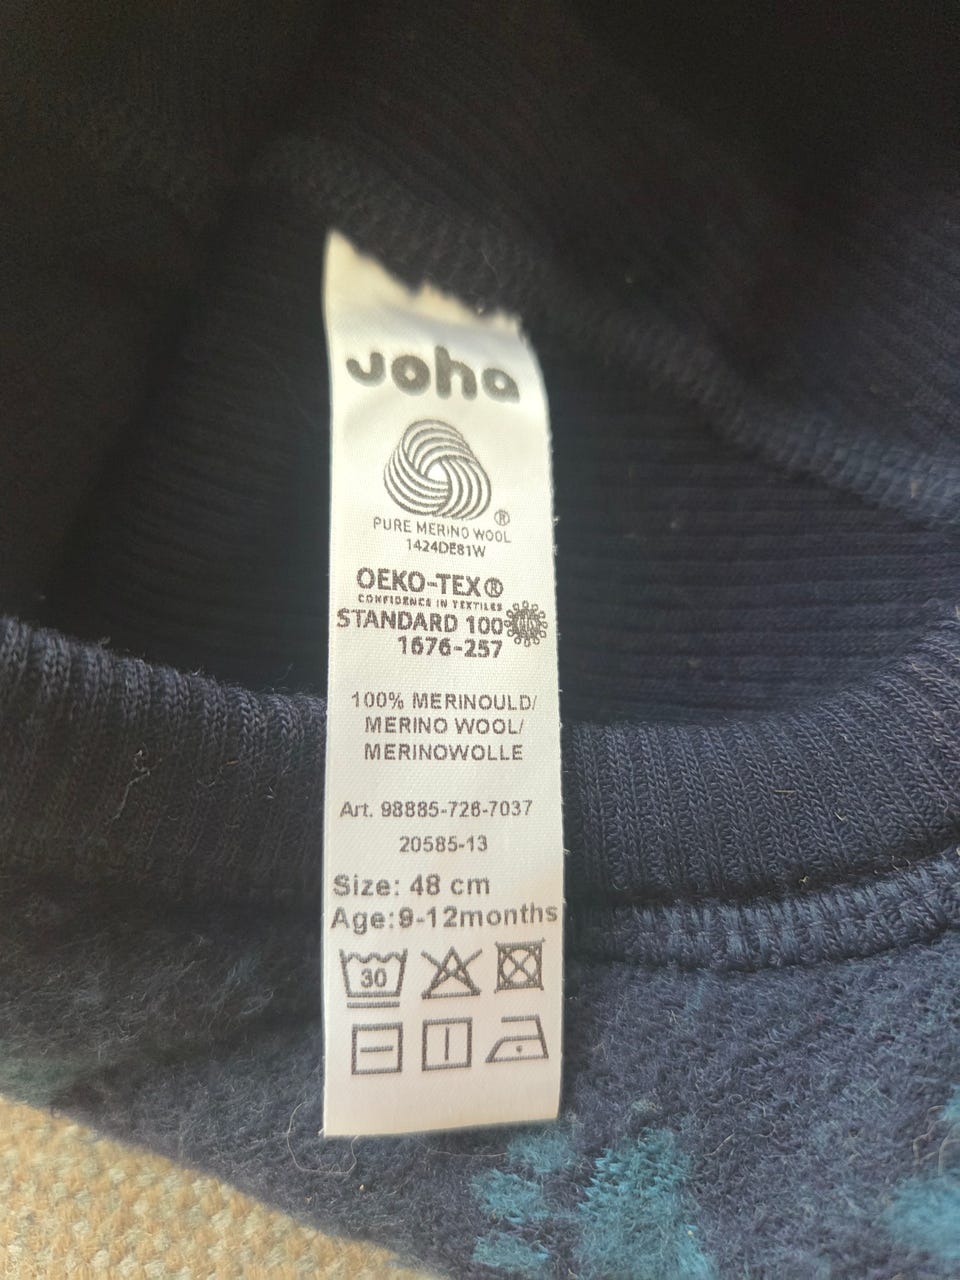 Joha
®
PURE MERINO WOOL
1424DE81W
OEKO-TEX®
CONFIDENCE IN TEXTILES
STANDARD 100
1676-257
100% MERINOULD/
MERINO WOOL/
MERINOWOLLE
Art. 98885-726-7037
20585-13
Size: 48 cm
Age:9-12months
30